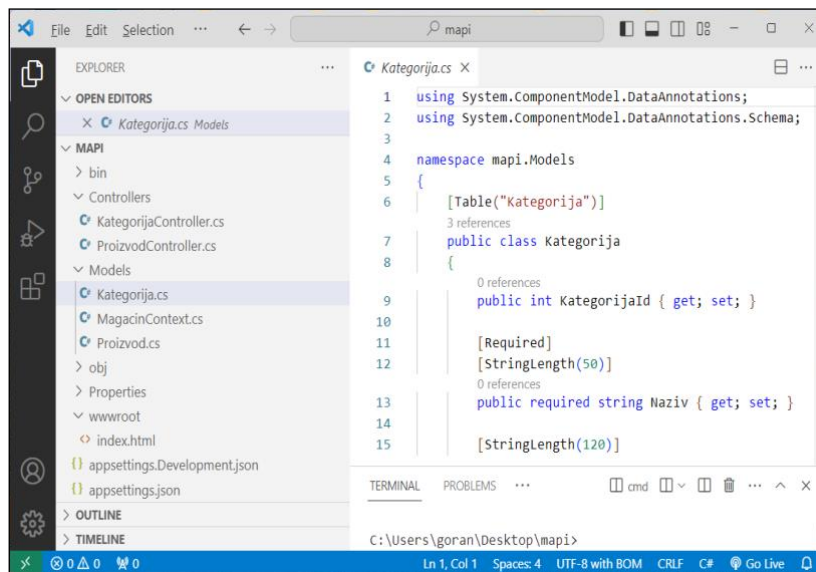 File Edit Selection ··· mapi
EXPLORER ···
OPEN EDITORS
Kategorija.cs Models
MAPI
bin
Controllers
KategorijaController.cs
ProizvodController.cs
Models
Kategorija.cs
MagacinContext.cs
Proizvod.cs
obj
Properties
wwwroot
index.html
{} appsettings.Development.json
{} appsettings.json
OUTLINE
TIMELINE
Kategorija.cs
1 using System.ComponentModel.DataAnnotations;
2 using System.ComponentModel.DataAnnotations.Schema;
3
4 namespace mapi.Models
5 {
6 [Table("Kategorija")]
3 references
7 public class Kategorija
8 {
0 references
9 public int KategorijaId { get; set; }
10
11 [Required]
12 [StringLength(50)]
0 references
13 public required string Naziv { get; set; }
14
15 [StringLength(120)]
TERMINAL PROBLEMS ··· cmd
C:\Users\goran\Desktop\mapi>
0 0 0 Ln 1, Col 1 Spaces: 4 UTF-8 with BOM CRLF C# Go Live